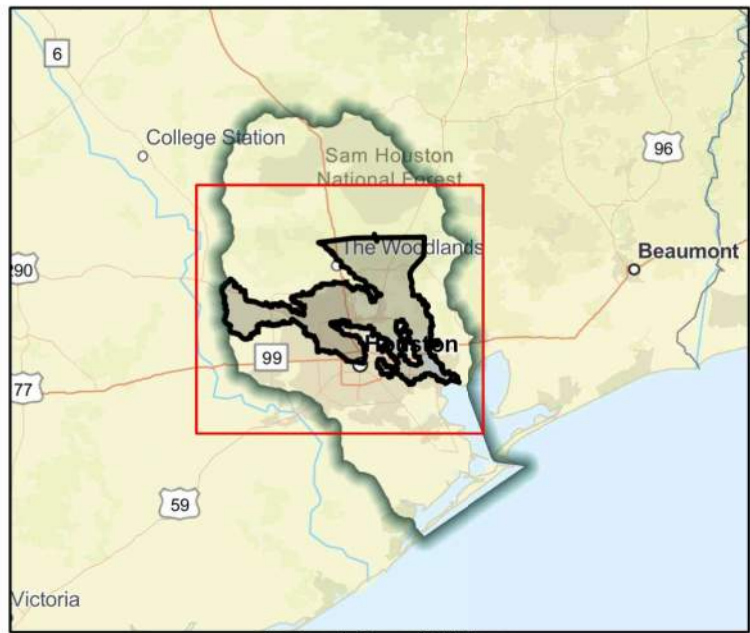 6
College Station
Sam Houston
National Forest
96
The Woodlands
Beaumont
290
Houston
99
77
59
Victoria